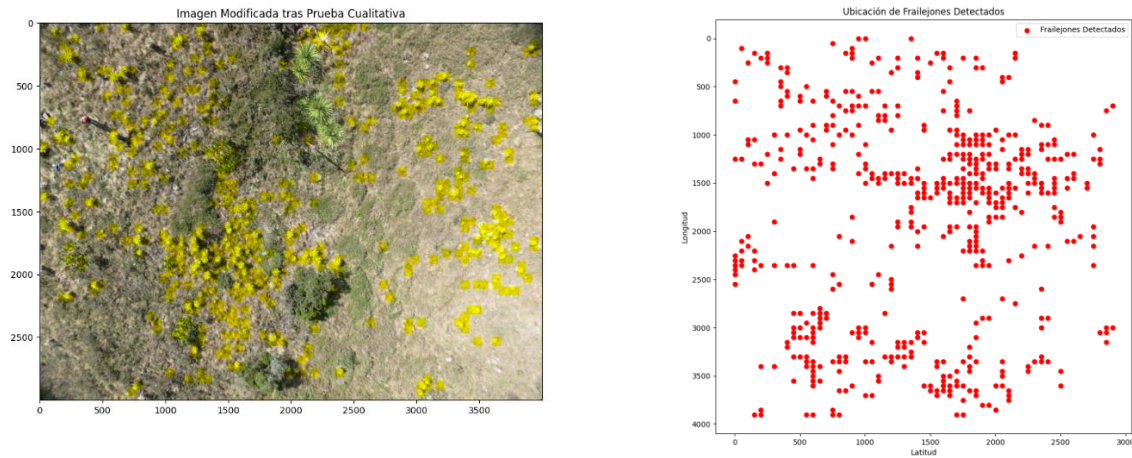 Imagen Modificada tras Prueba Cualitativa
0
500
1000
1500
2000
2500
0 500 1000 1500 2000 2500 3000 3500
Ubicación de Frailejones Detectados
Frailejones Detectados
0
500
1000
1500
2000
2500
3000
3500
4000
Longitud
0 500 1000 1500 2000 2500 3000
Latitud